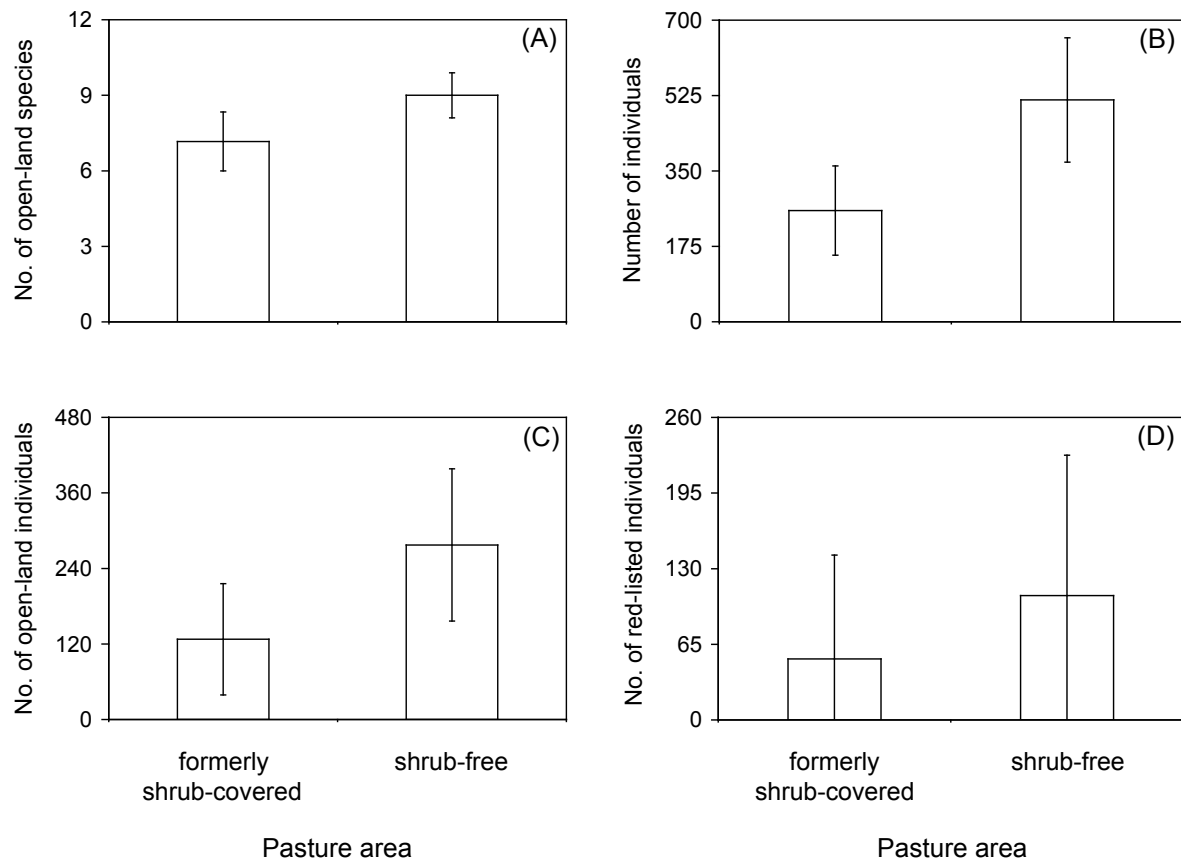 No. of open-land species
12
9
6
3
0
(A)
Number of individuals
700
525
350
175
0
(B)
No. of open-land individuals
480
360
240
120
0
(C)
formerly
shrub-covered
shrub-free
Pasture area
No. of red-listed individuals
260
195
130
65
0
(D)
formerly
shrub-covered
shrub-free
Pasture area